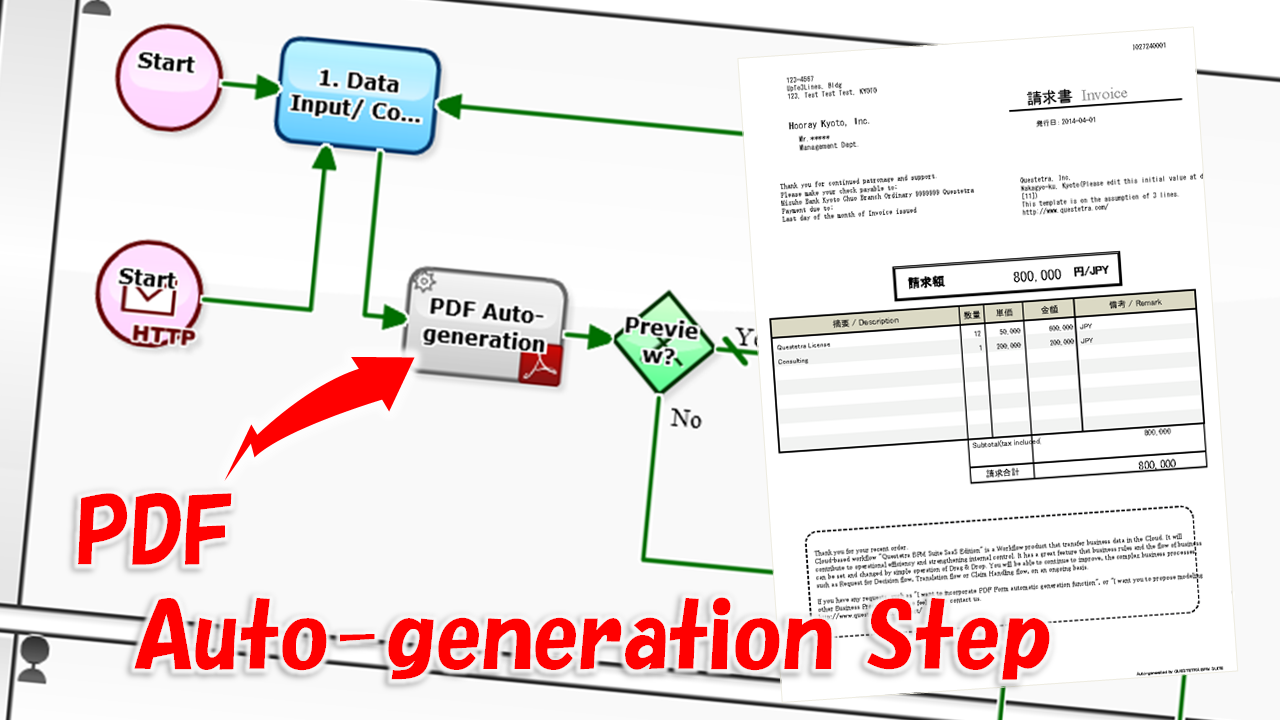 Start
1. Data
Input/ Co...
Start
HTTP
PDF Auto-
generation
Previe
w?
No
PDF
Auto-generation Step
1027240001
123-4567
UpTo3Lines, Bldg
123, Test Test Test, KYOTO
請求書 Invoice
発行日: 2014-04-01
Hooray Kyoto, Inc.
Mr.*****
Management Dept.
Thank you for continued patronage and support.
Please make your check payable to:
Mizuho Bank Kyoto Chuo Branch Ordinary 9999999 Questetra
Payment due to:
Last day of the month of Invoice issued
Questetra, Inc.
Nakagyo-ku, Kyoto(Please edit this initial value at d
[11])
This template is on the assumption of 3 lines.
http://www.questetra.com/
請求額 800,000 円/JPY
摘要 / Description 数量 単価 金額 備考 / Remark
Questetra License 12 50,000 600,000 JPY
Consulting 1 200,000 200,000 JPY
Subtotal(tax included) 800,000
請求合計 800,000
Thank you for your recent order.
Cloud-based workflow "Questetra BPM Suite SaaS Edition" is a Workflow product that transfer business data in the Cloud. It will
contribute to operational efficiency and strengthening internal control. It has a great feature that business rules and the flow of business
can be set and changed by simple operation of Drag & Drop. You will be able to continue to improve, the complex business processes
such as Request for Decision flow, Translation flow or Claim Handling flow, on an ongoing basis.
If you have any requests such as "I want to incorporate PDF Form automatic generation function", or "I want you to propose modeling
other Business contact us.
Auto-generated by QUESTETRA BPM SUITE